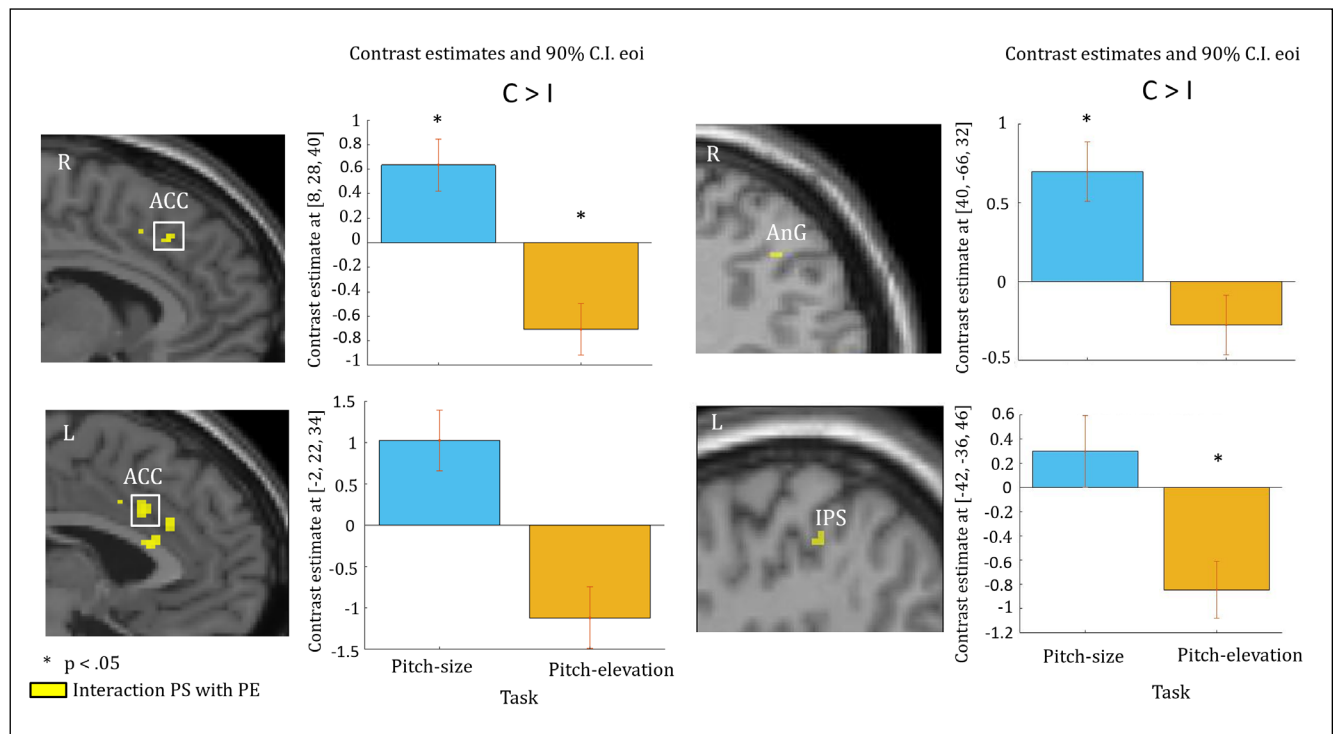 Contrast estimates and 90% C.I. eoi
C > I
R
ACC
Contrast estimate at [8, 28, 40]
1
0.8
0.6
0.4
0.2
0
-0.2
-0.4
-0.6
-0.8
-1
*
*
L
ACC
Contrast estimate at [-2, 22, 34]
1.5
1
0.5
0
-0.5
-1
-1.5
Pitch-size
Pitch-elevation
Task
* p < .05
Interaction PS with PE
Contrast estimates and 90% C.I. eoi
C > I
R
AnG
Contrast estimate at [40, -66, 32]
1
0.5
0
-0.5
*
L
IPS
Contrast estimate at [-42, -36, 46]
0.6
0.4
0.2
0
-0.2
-0.4
-0.6
-0.8
-1
-1.2
*
Pitch-size
Pitch-elevation
Task